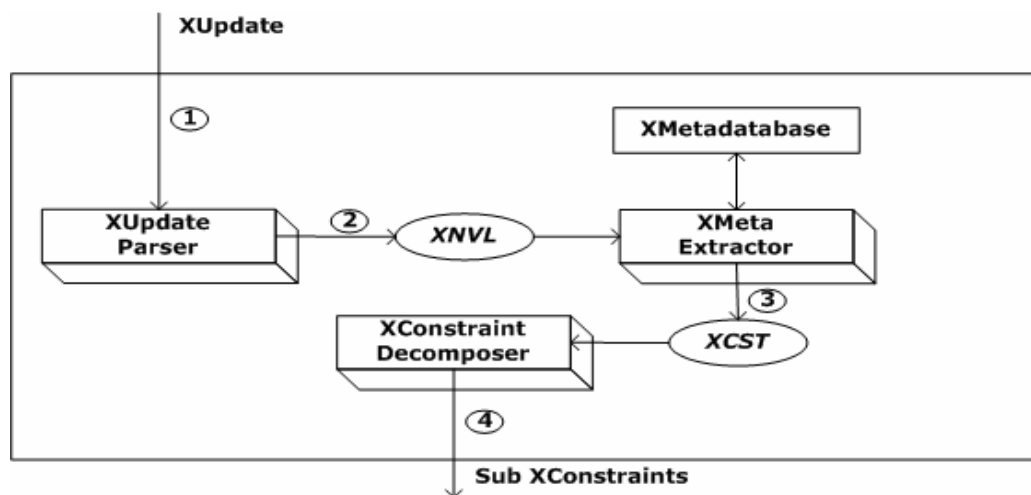 XUpdate
1
XMetadatabase
XUpdate
Parser
2
XNVL
XMeta
Extractor
3
XConstraint
Decomposer
XCST
4
Sub XConstraints